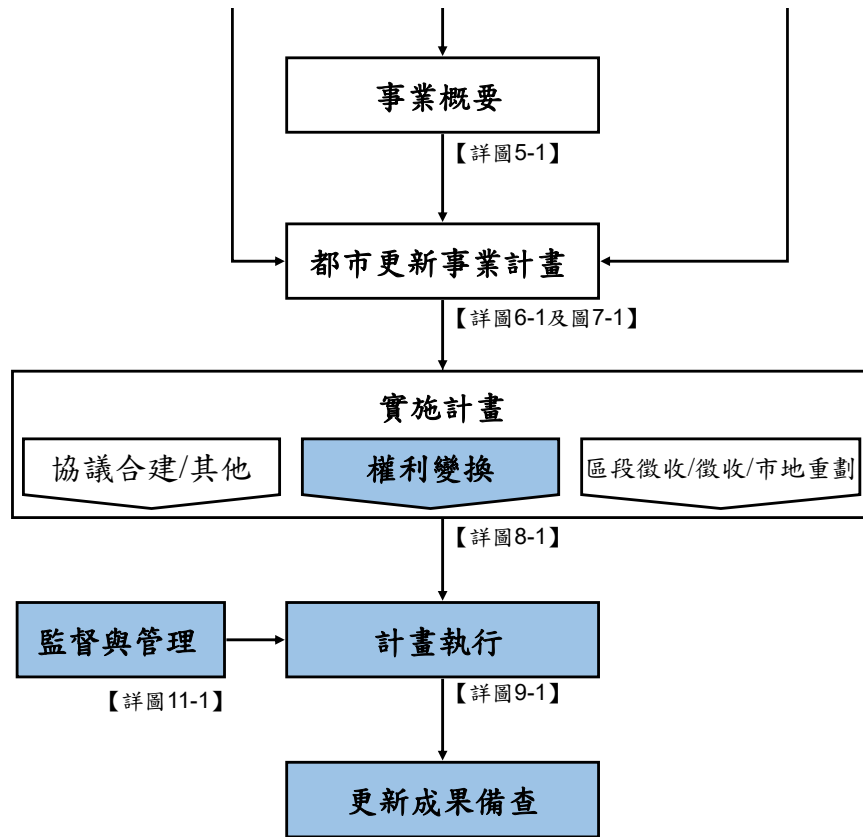 事業概要
【詳圖5-1】
都市更新事業計畫
【詳圖6-1及圖7-1】
實施計畫
協議合建/其他
權利變換
區段徵收/徵收/市地重劃
【詳圖8-1】
監督與管理
計畫執行
【詳圖11-1】
【詳圖9-1】
更新成果備查